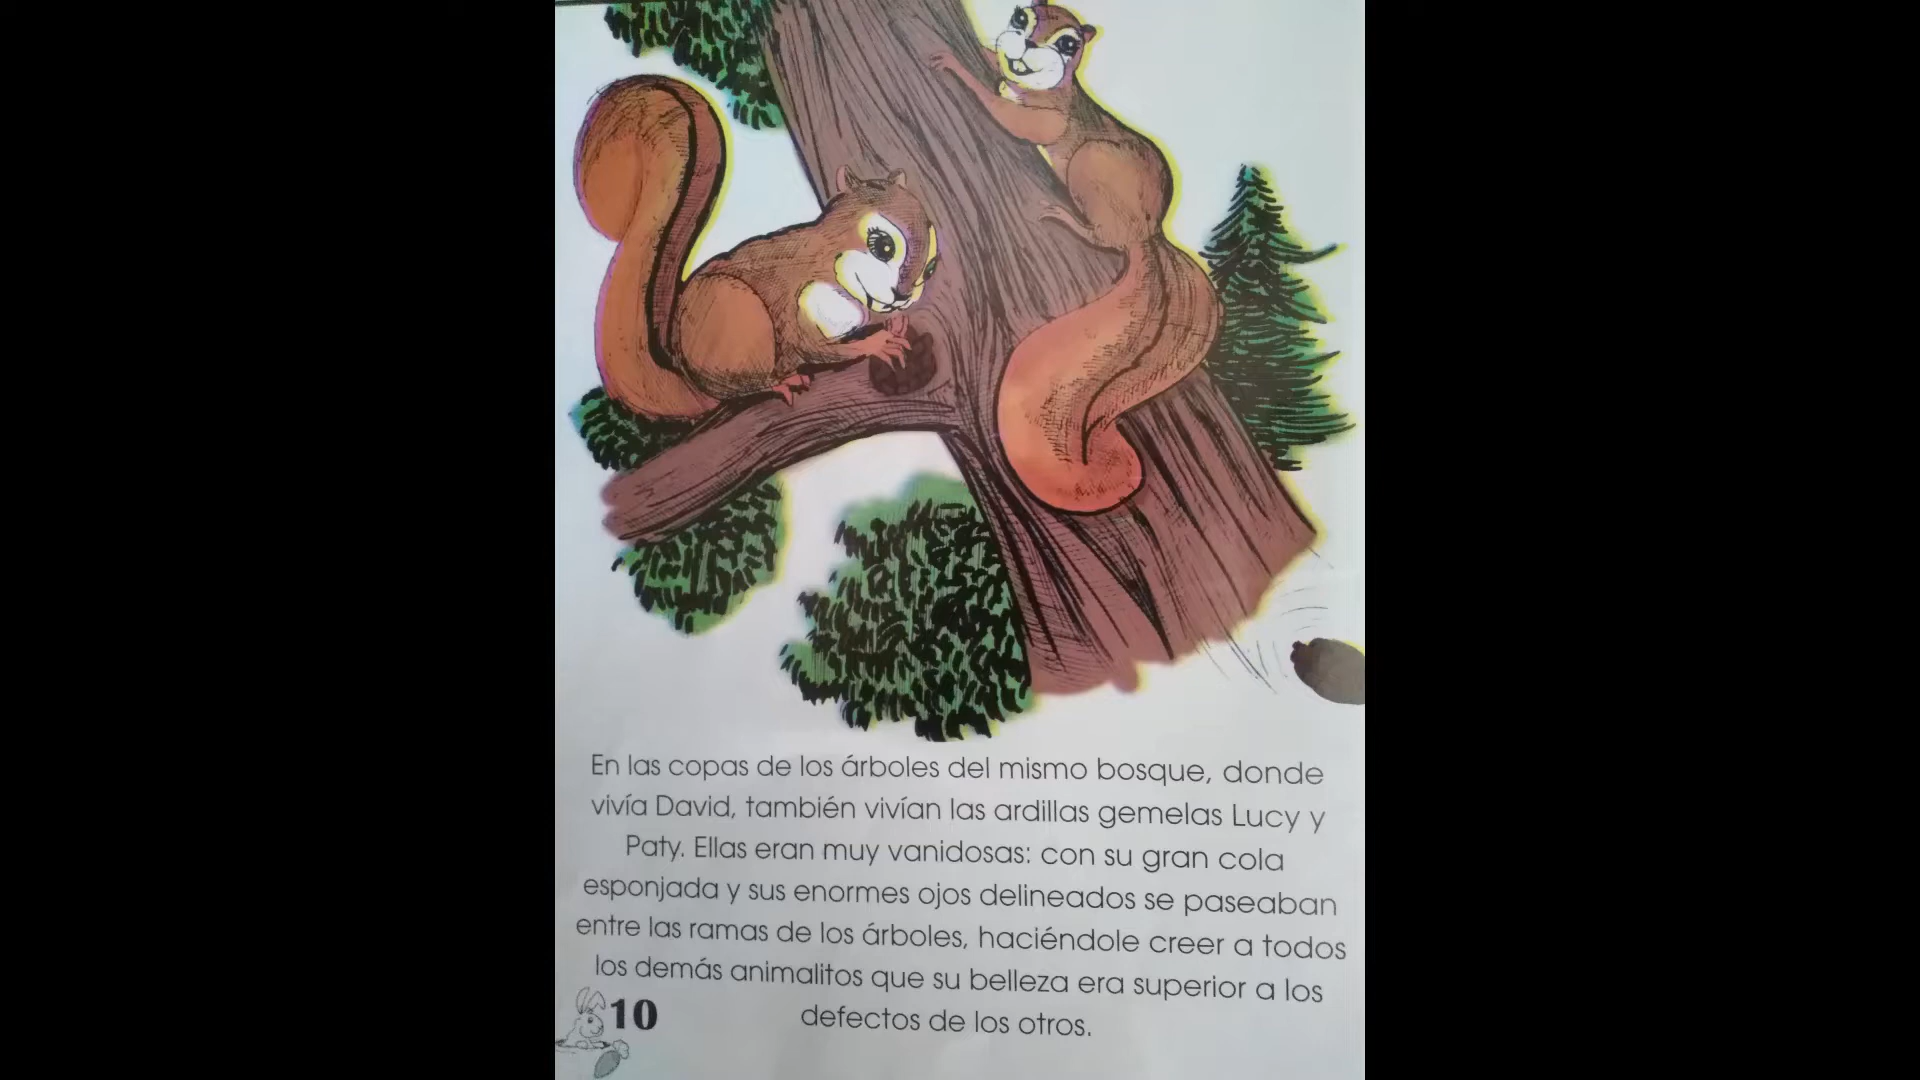 En las copas de los árboles del mismo bosque, donde
vivía David, también vivían las ardillas gemelas Lucy y
Paty. Ellas eran muy vanidosas: con su gran cola
esponjada y sus enormes ojos delineados se paseaban
entre las ramas de los árboles, haciéndole creer a todos
los demás animalitos que su belleza era superior a los
defectos de los otros.
10